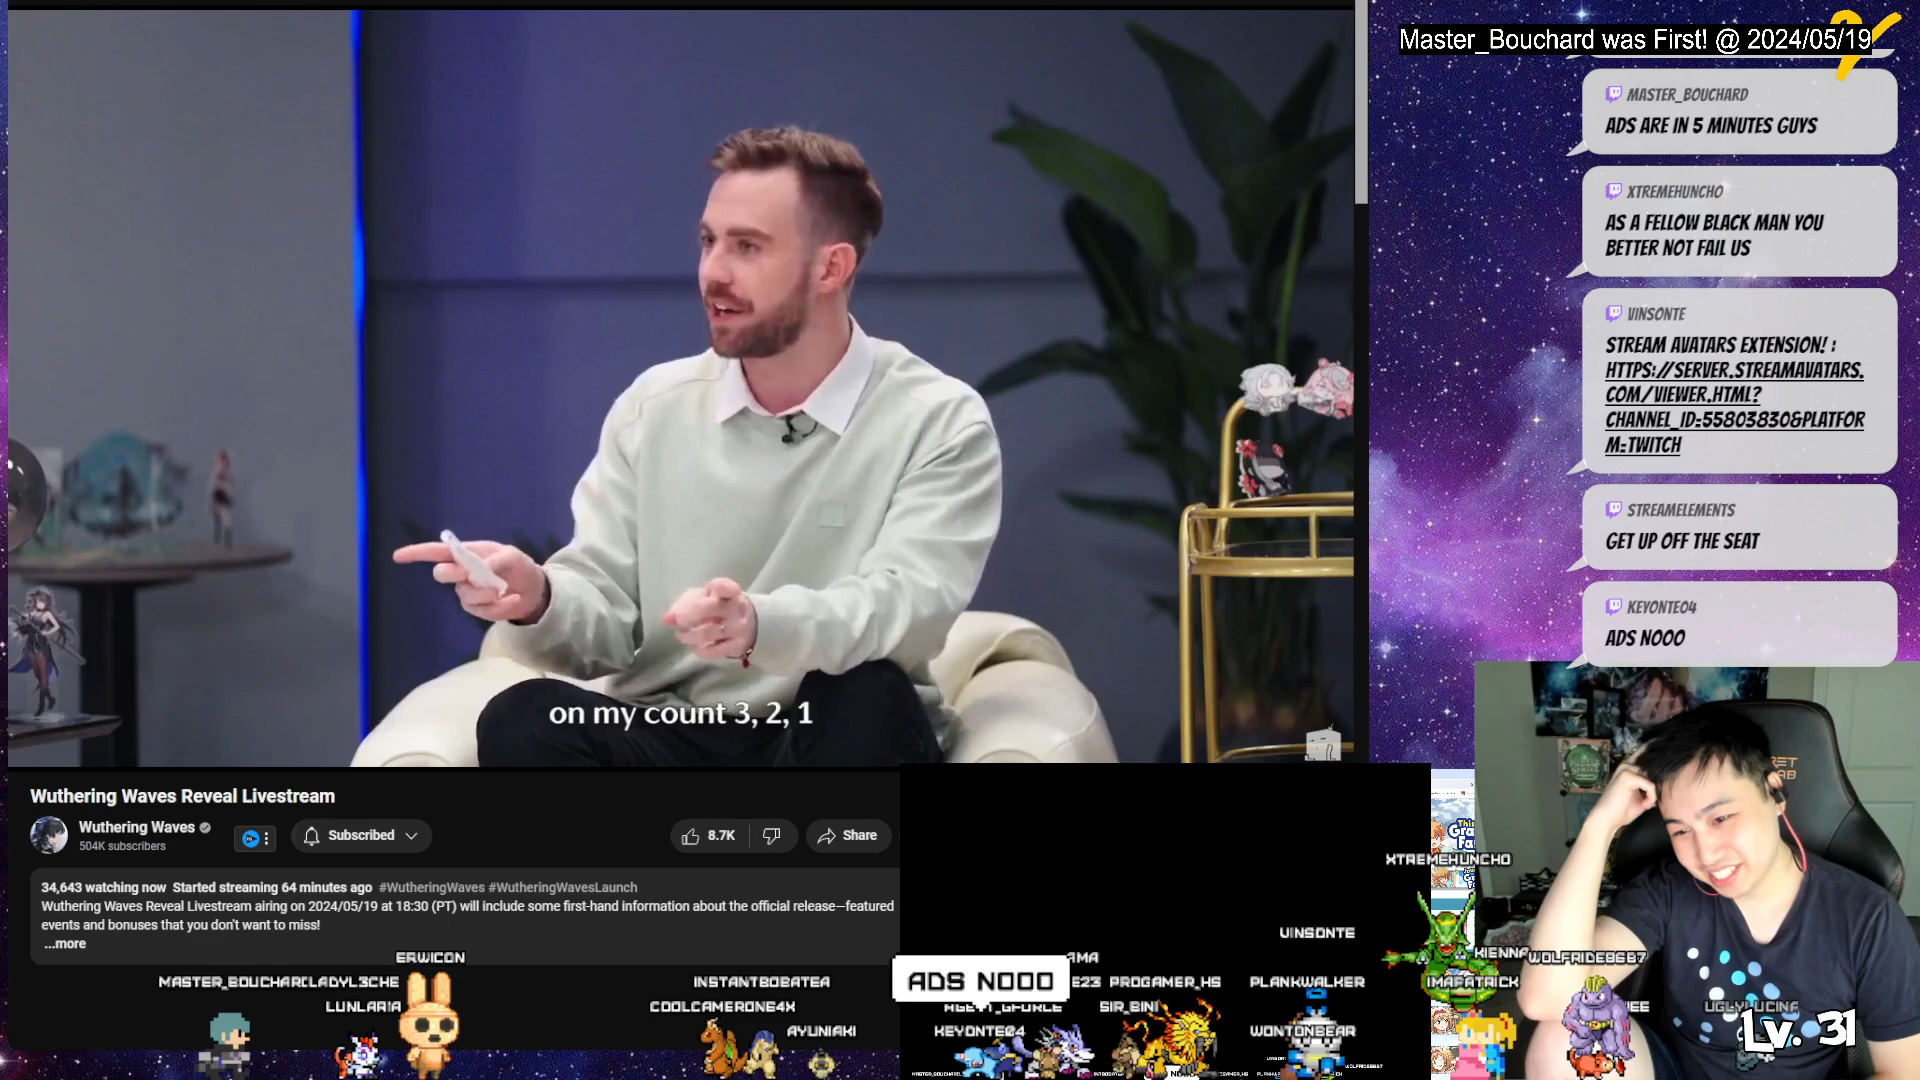 Master_Bouchard was First! @ 2024/05/19
MASTER_BOUCHARD
ADS ARE IN 5 MINUTES GUYS
XTREMEHUNCHO
AS A FELLOW BLACK MAN YOU
BETTER NOT FAIL US
VINSONTE
STREAM AVATARS EXTENSION! :
HTTPS://SERVER.STREAMAVATARS.
COM/VIEWER.HTML?
CHANNEL_ID=55803830&PLATFOR
M=TWITCH
STREAMELEMENTS
GET UP OFF THE SEAT
KEYONTE04
ADS NOOO
on my count 3, 2, 1
Wuthering Waves Reveal Livestream
Wuthering Waves
504K subscribers
Subscribed
8.7K
Share
34,643 watching now Started streaming 64 minutes ago #WutheringWaves #WutheringWavesLaunch
Wuthering Waves Reveal Livestream airing on 2024/05/19 at 18:30 (PT) will include some first-hand information about the official release—featured
events and bonuses that you don't want to miss!
...more
XTREMEHUNCHO
VINSONTE
ERWICON
KIENNA
WOLFRIDE8687
INSTANTBOBATEA
ADS NOOO
PROGAMER_HS
PLANKWALKER
IMAPATRICK
LUNLARIA
COOLCAMERONE4X
SIR_BINI
UGLYLUCINA
AYUNIAKI
KEYONTE04
WONTONBEAR
Lv. 31